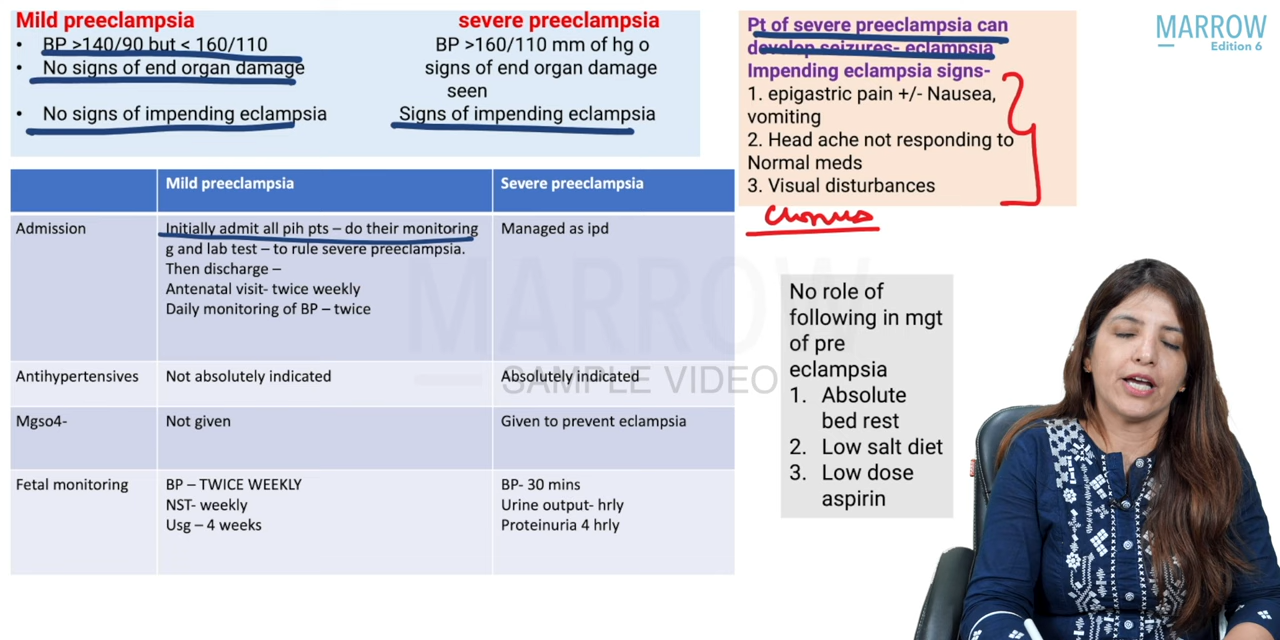 Mild preeclampsia
• BP >140/90 but < 160/110
• No signs of end organ damage
• No signs of impending eclampsia
severe preeclampsia
BP >160/110 mm of hg o
signs of end organ damage
seen
Signs of impending eclampsia
Pt of severe preeclampsia can
develop seizures- eclampsia
Impending eclampsia signs-
1. epigastric pain +/- Nausea,
vomiting
2. Head ache not responding to
Normal meds
3. Visual disturbances
Clonus
MARROW
Edition 6
Mild preeclampsia
Severe preeclampsia
Admission
Initially admit all pih pts – do their monitoring
g and lab test – to rule severe preeclampsia.
Then discharge –
Antenatal visit- twice weekly
Daily monitoring of BP – twice
Managed as ipd
Antihypertensives
Not absolutely indicated
Absolutely indicated
Mgso4-
Not given
Given to prevent eclampsia
Fetal monitoring
BP – TWICE WEEKLY
NST- weekly
Usg – 4 weeks
BP- 30 mins
Urine output- hrly
Proteinuria 4 hrly
MARROW
SAMPLE VIDEO
No role of
following in mgt
of pre
eclampsia
1. Absolute
bed rest
2. Low salt diet
3. Low dose
aspirin